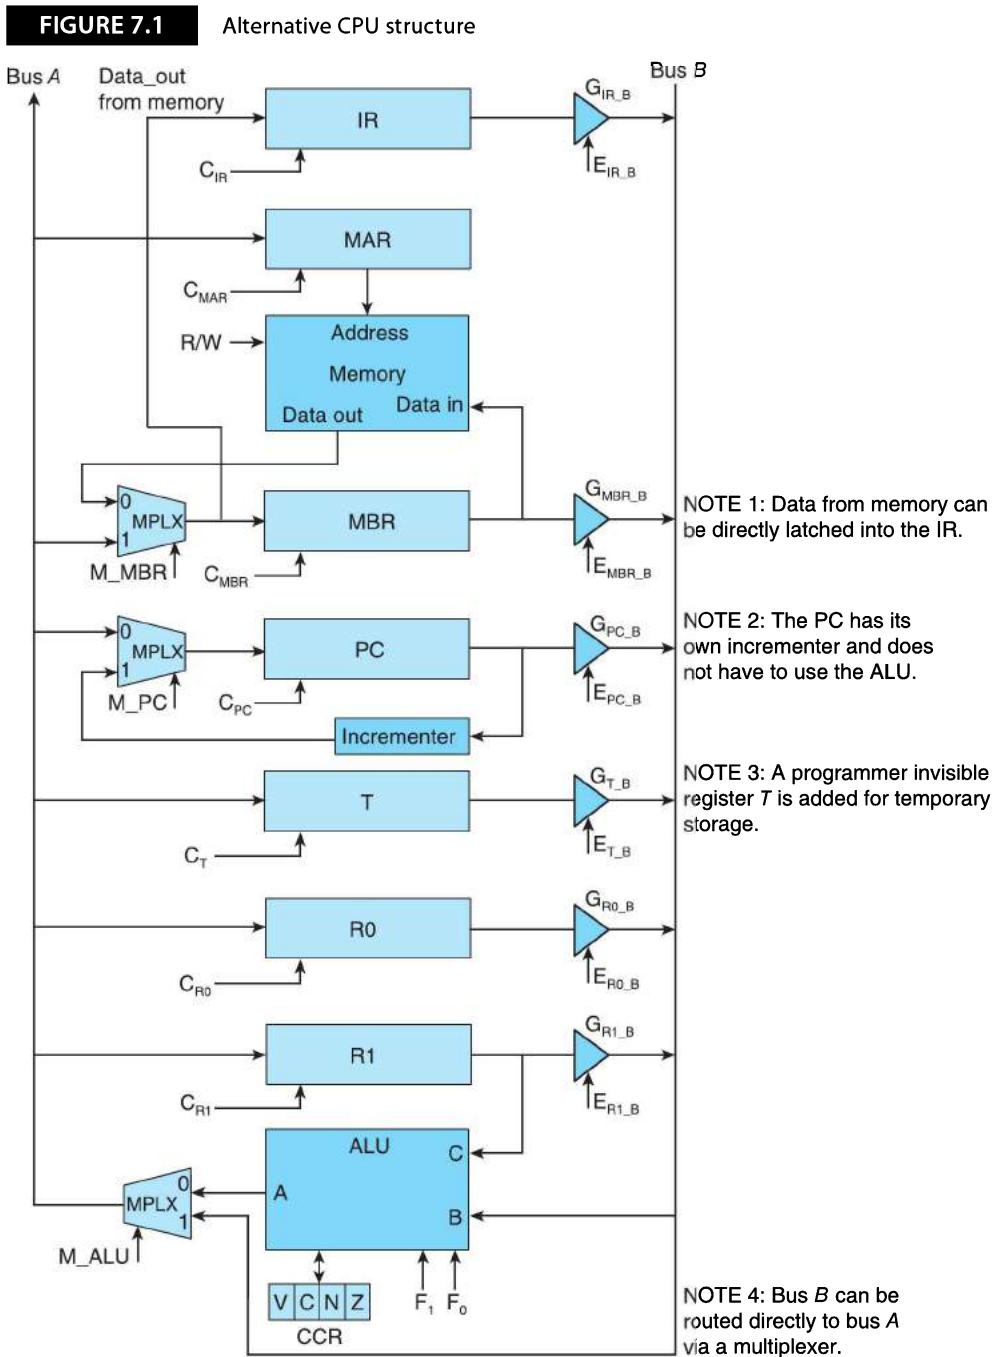 FIGURE 7.1 Alternative CPU structure
Bus A
Data_out
from memory
Bus B
IR
G_IR_B
C_IR
E_IR_B
MAR
C_MAR
R/W
Address
Memory
Data out
Data in
0
MPLX
1
M_MBR
MBR
C_MBR
G_MBR_B
E_MBR_B
NOTE 1: Data from memory can
be directly latched into the IR.
0
MPLX
1
M_PC
PC
C_PC
G_PC_B
E_PC_B
Incrementer
NOTE 2: The PC has its
own incrementer and does
not have to use the ALU.
T
C_T
G_T_B
E_T_B
NOTE 3: A programmer invisible
register T is added for temporary
storage.
R0
C_R0
G_R0_B
E_R0_B
R1
C_R1
G_R1_B
E_R1_B
ALU
C
A
B
0
MPLX
1
M_ALU
V C N Z
CCR
F1 F0
NOTE 4: Bus B can be
routed directly to bus A
via a multiplexer.